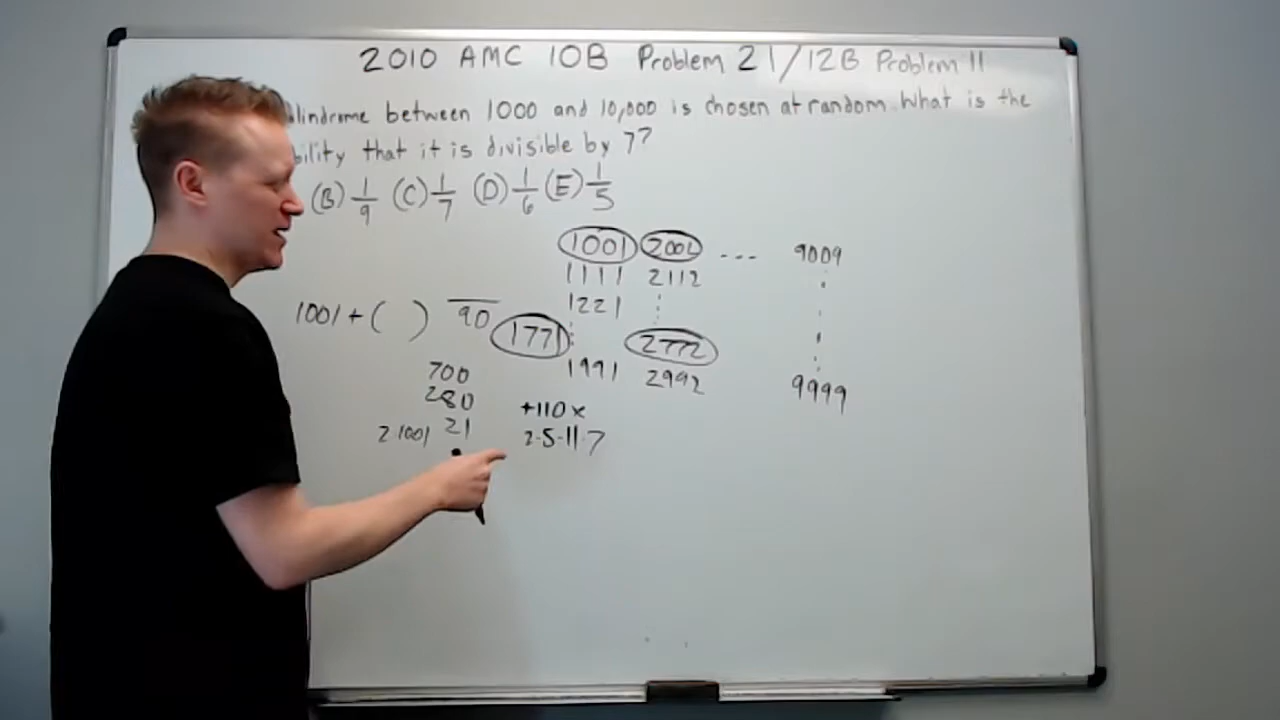 2010 AMC 10B Problem 21/12B Problem 11
alindrome between 1000 and 10,000 is chosen at random. What is the
bility that it is divisible by 7?
(B) 1/9 (C) 1/7 (D) 1/6 (E) 1/5
1001 2002 ... 9009
1111 2112
1221
1001 + ( ) 90 1771 2772
1991 2992 9999
700
280
2·1001 21
+110x
2·5·11·7